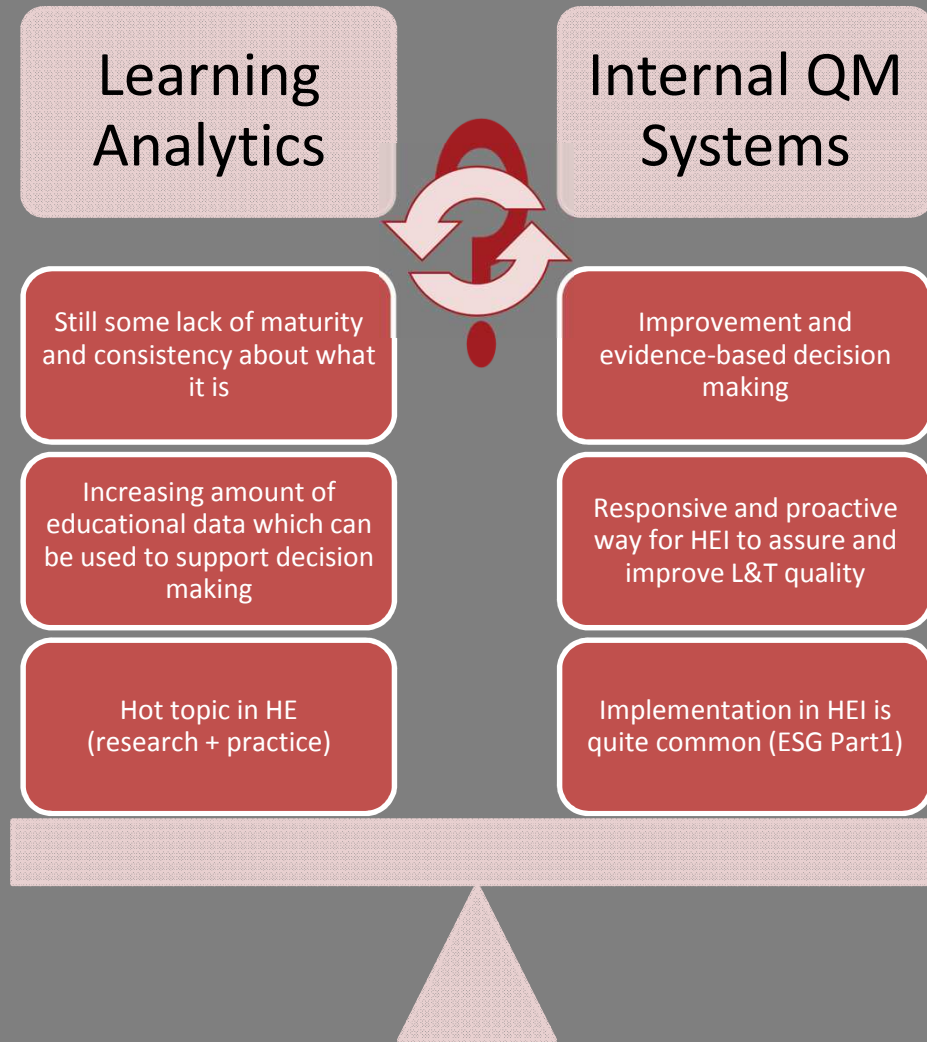 Learning
Analytics
Still some lack of maturity
and consistency about what
it is
Increasing amount of
educational data which can
be used to support decision
making
Hot topic in HE
(research + practice)
Internal QM
Systems
?
Improvement and
evidence-based decision
making
Responsive and proactive
way for HEI to assure and
improve L&T quality
Implementation in HEI is
quite common (ESG Part1)